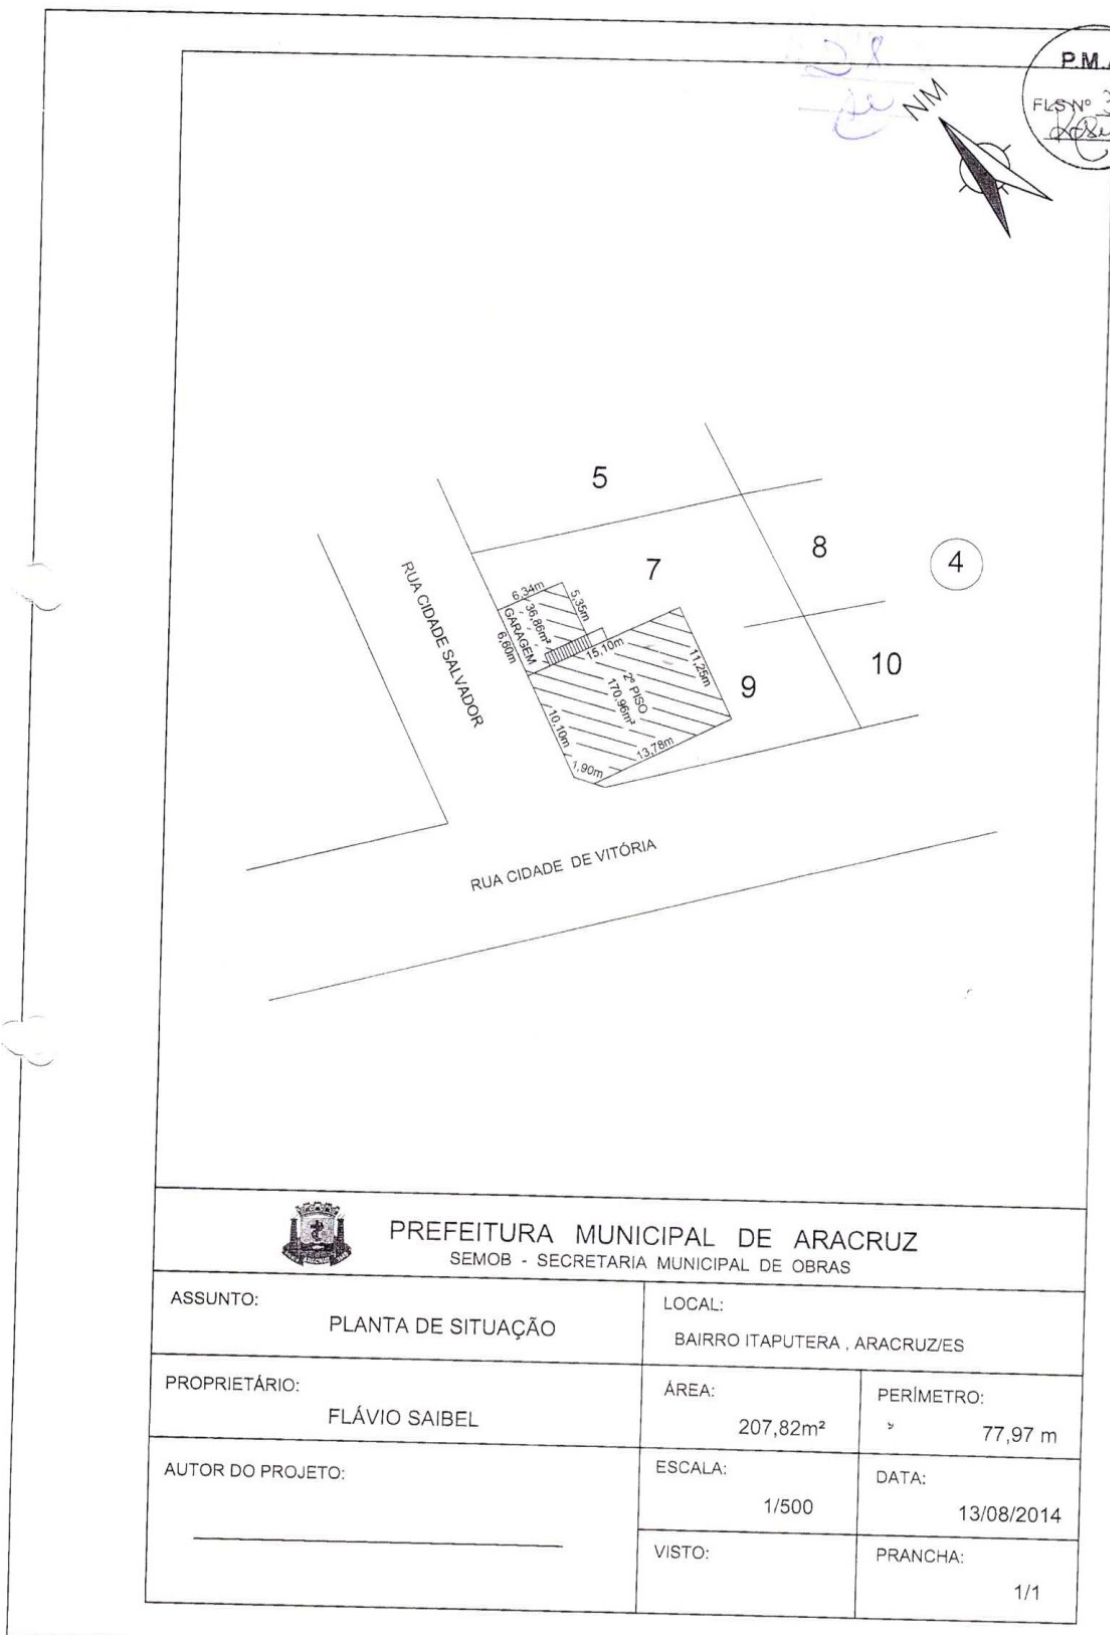 P.M.
FLS Nº 3
NM
5
7
8
4
RUA CIDADE SALVADOR
6,34m
36,86m²
GARAGEM
6,60m
5,35m
15,10m
11,25m
2º PISO
170,96m²
9
10
10,10m
1,90m
13,78m
RUA CIDADE DE VITÓRIA
PREFEITURA MUNICIPAL DE ARACRUZ
SEMOB - SECRETARIA MUNICIPAL DE OBRAS
ASSUNTO:
PLANTA DE SITUAÇÃO
LOCAL:
BAIRRO ITAPUTERA , ARACRUZ/ES
PROPRIETÁRIO:
FLÁVIO SAIBEL
ÁREA:
207,82m²
PERÍMETRO:
77,97 m
AUTOR DO PROJETO:
ESCALA:
1/500
DATA:
13/08/2014
VISTO:
PRANCHA:
1/1